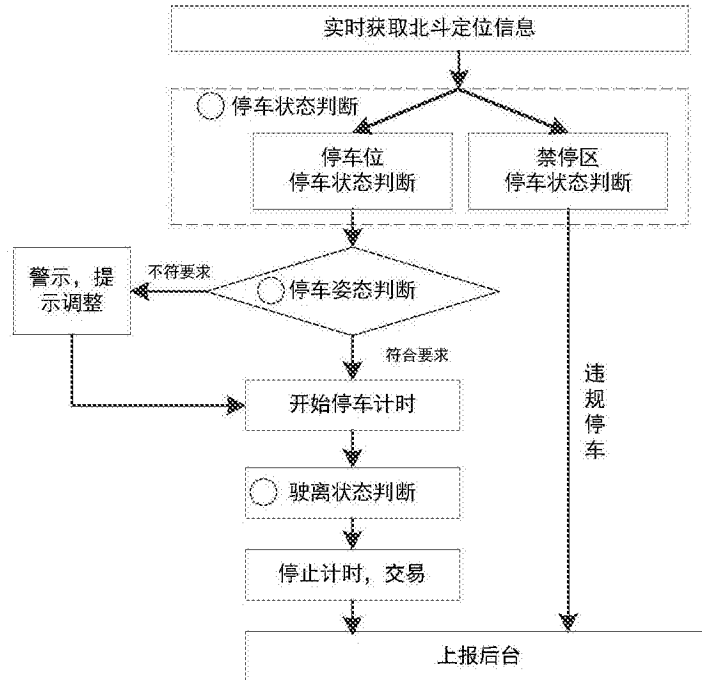 实时获取北斗定位信息
停车状态判断
停车位
停车状态判断
禁停区
停车状态判断
警示，提
示调整
不符要求
停车姿态判断
符合要求
开始停车计时
违
规
停
车
驶离状态判断
停止计时，交易
上报后台